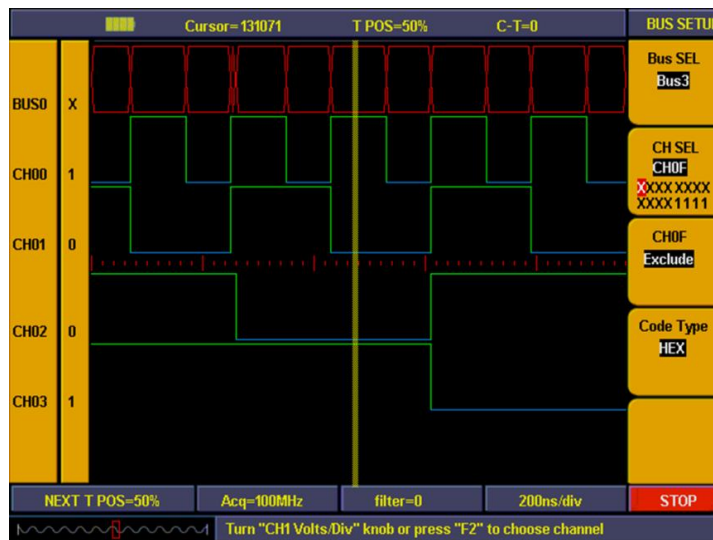 Cursor=131071 T POS=50% C-T=0 BUS SETU
Bus SEL
Bus3
BUS0 X
CH SEL
CH00 1
CH0F
XXXX XXXX
XXXX1111
CH01 0
CH0F
Exclude
CH02 0
Code Type
HEX
CH03 1
NEXT T POS=50% Acq=100MHz filter=0 200ns/div STOP
Turn "CH1 Volts/Div" knob or press "F2" to choose channel